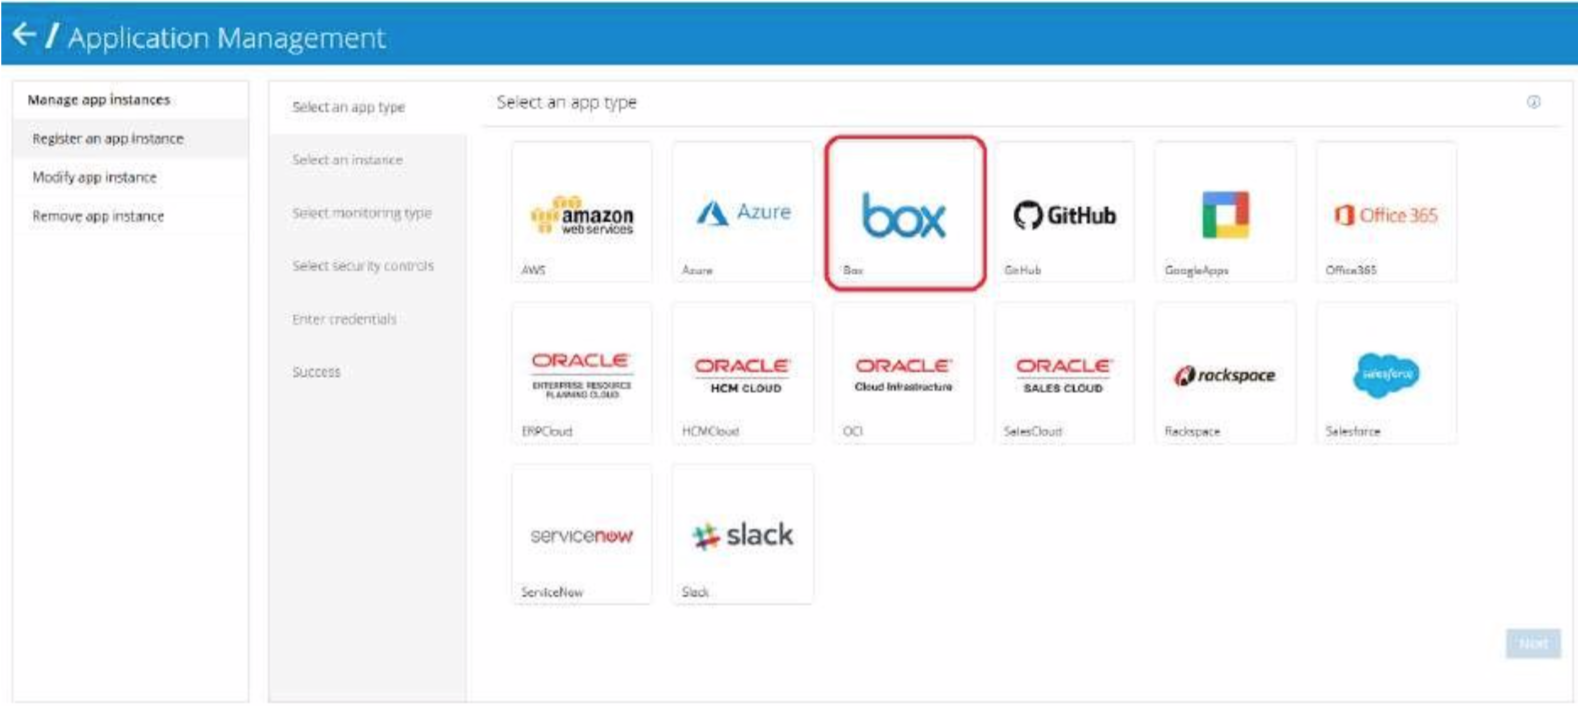 ← / Application Management
Manage app instances
Register an app instance
Modify app instance
Remove app instance
Select an app type
Select an instance
Select monitoring type
Select security controls
Enter credentials
Success
Select an app type
amazon
web services
AWS
Azure
Azure
box
Box
GitHub
GitHub
GoogleApps
Office 365
Office365
ORACLE
ENTERPRISE RESOURCE
PLANNING CLOUD
ERPCloud
ORACLE
HCM CLOUD
HCMCloud
ORACLE
Cloud Infrastructure
OCI
ORACLE
SALES CLOUD
SalesCloud
rackspace
Rackspace
salesforce
Salesforce
servicenow
ServiceNow
slack
Slack
Next